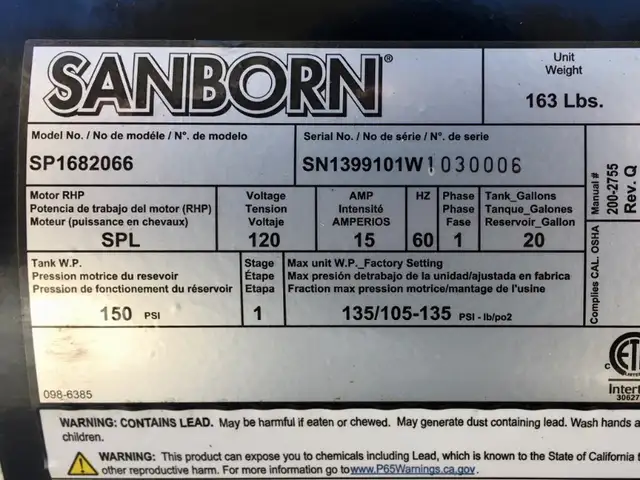 SANBORN®
Unit
Weight
163 Lbs.
Model No. / No de modéle / N°. de modelo
SP1682066
Serial No. / No de série / N°. de serie
SN1399101W1030006
Manual #
200-2755
Rev. Q
Motor RHP
Potencia de trabajo del motor (RHP)
Moteur (puissance en chevaux)
SPL
Voltage
Tension
Voltaje
120
AMP
Intensité
AMPERIOS
15
HZ
60
Phase
Phase
Fase
1
Tank_Gallons
Tanque_Galones
Reservoir_Gallon
20
Complies CAL. OSHA
Tank W.P.
Pression motrice du resevoir
Pression de fonctionement du réservoir
150 PSI
Stage
Étape
Etapa
1
Max unit W.P._Factory Setting
Max presión detrabajo de la unidad/ajustada en fabrica
Fraction max pression motrice/mantage de l'usine
135/105-135 PSI - lb/po2
098-6385
c
ETL
Intert
30627
WARNING: CONTAINS LEAD. May be harmful if eaten or chewed. May generate dust containing lead. Wash hands a
children.
WARNING: This product can expose you to chemicals including Lead, which is known to the State of California
other reproductive harm. For more information go to www.P65Warnings.ca.gov.